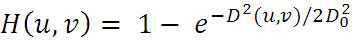 H(u,v) = 1 − e^{−D²(u,v)/2D₀²}